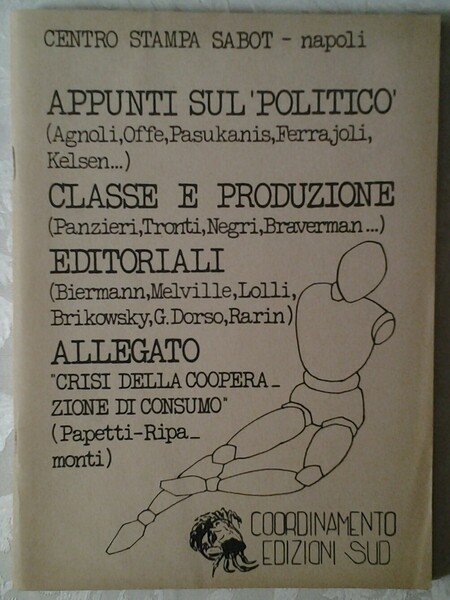 CENTRO STAMPA SABOT - napoli
APPUNTI SUL 'POLITICO'
(Agnoli,Offe,Pasukanis,Ferrajoli,
Kelsen...)
CLASSE E PRODUZIONE
(Panzieri,Tronti,Negri,Braverman...)
EDITORIALI
(Biermann,Melville,Lolli,
Brikowsky,G.Dorso,Rarin)
ALLEGATO
"CRISI DELLA COOPERA_
ZIONE DI CONSUMO"
(Papetti-Ripa_
monti)
COORDINAMENTO
EDIZIONI SUD